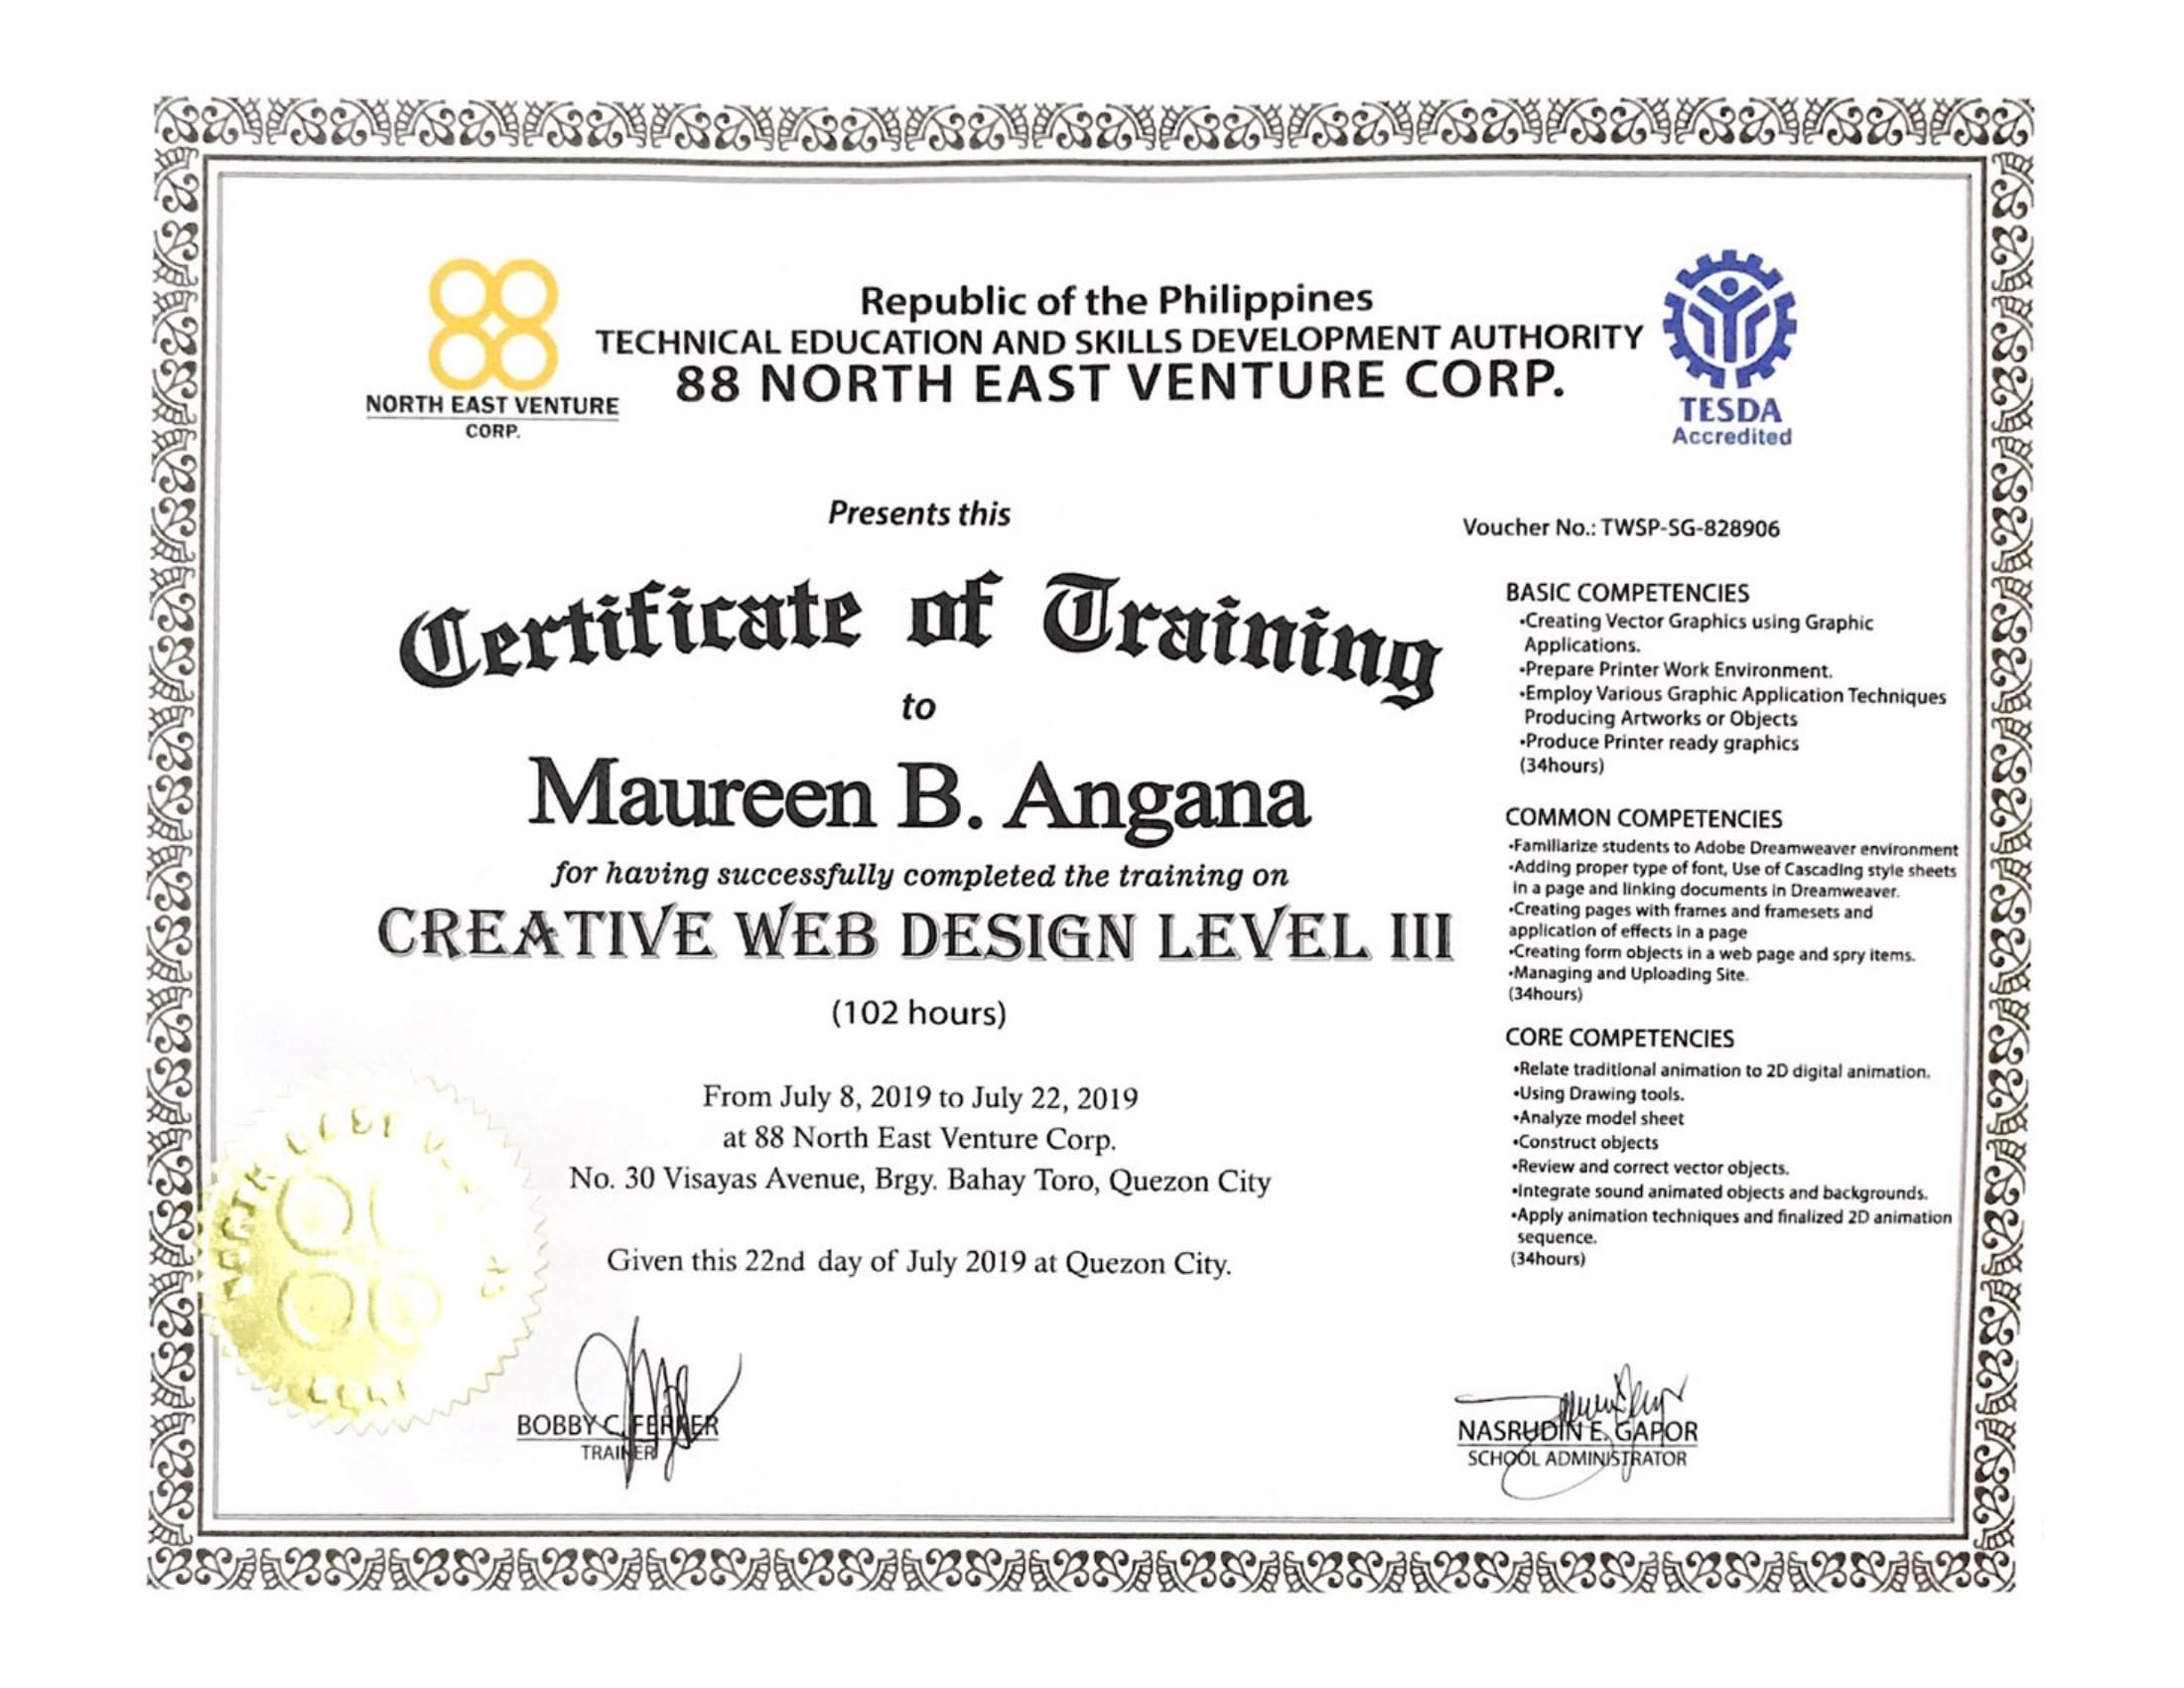 NORTH EAST VENTURE
CORP.
Republic of the Philippines
TECHNICAL EDUCATION AND SKILLS DEVELOPMENT AUTHORITY
88 NORTH EAST VENTURE CORP.
TESDA
Accredited
Presents this
Certificate of Training
to
Maureen B. Angana
for having successfully completed the training on
CREATIVE WEB DESIGN LEVEL III
(102 hours)
From July 8, 2019 to July 22, 2019
at 88 North East Venture Corp.
No. 30 Visayas Avenue, Brgy. Bahay Toro, Quezon City
Given this 22nd day of July 2019 at Quezon City.
BOBBY C. FERRER
TRAINER
Voucher No.: TWSP-SG-828906
BASIC COMPETENCIES
•Creating Vector Graphics using Graphic
Applications.
•Prepare Printer Work Environment.
•Employ Various Graphic Application Techniques
Producing Artworks or Objects
•Produce Printer ready graphics
(34hours)
COMMON COMPETENCIES
•Familiarize students to Adobe Dreamweaver environment
•Adding proper type of font, Use of Cascading style sheets
in a page and linking documents in Dreamweaver.
•Creating pages with frames and framesets and
application of effects in a page
•Creating form objects in a web page and spry items.
•Managing and Uploading Site.
(34hours)
CORE COMPETENCIES
•Relate traditional animation to 2D digital animation.
•Using Drawing tools.
•Analyze model sheet
•Construct objects
•Review and correct vector objects.
•Integrate sound animated objects and backgrounds.
•Apply animation techniques and finalized 2D animation
sequence.
(34hours)
NASRUDIN E. GAPOR
SCHOOL ADMINISTRATOR